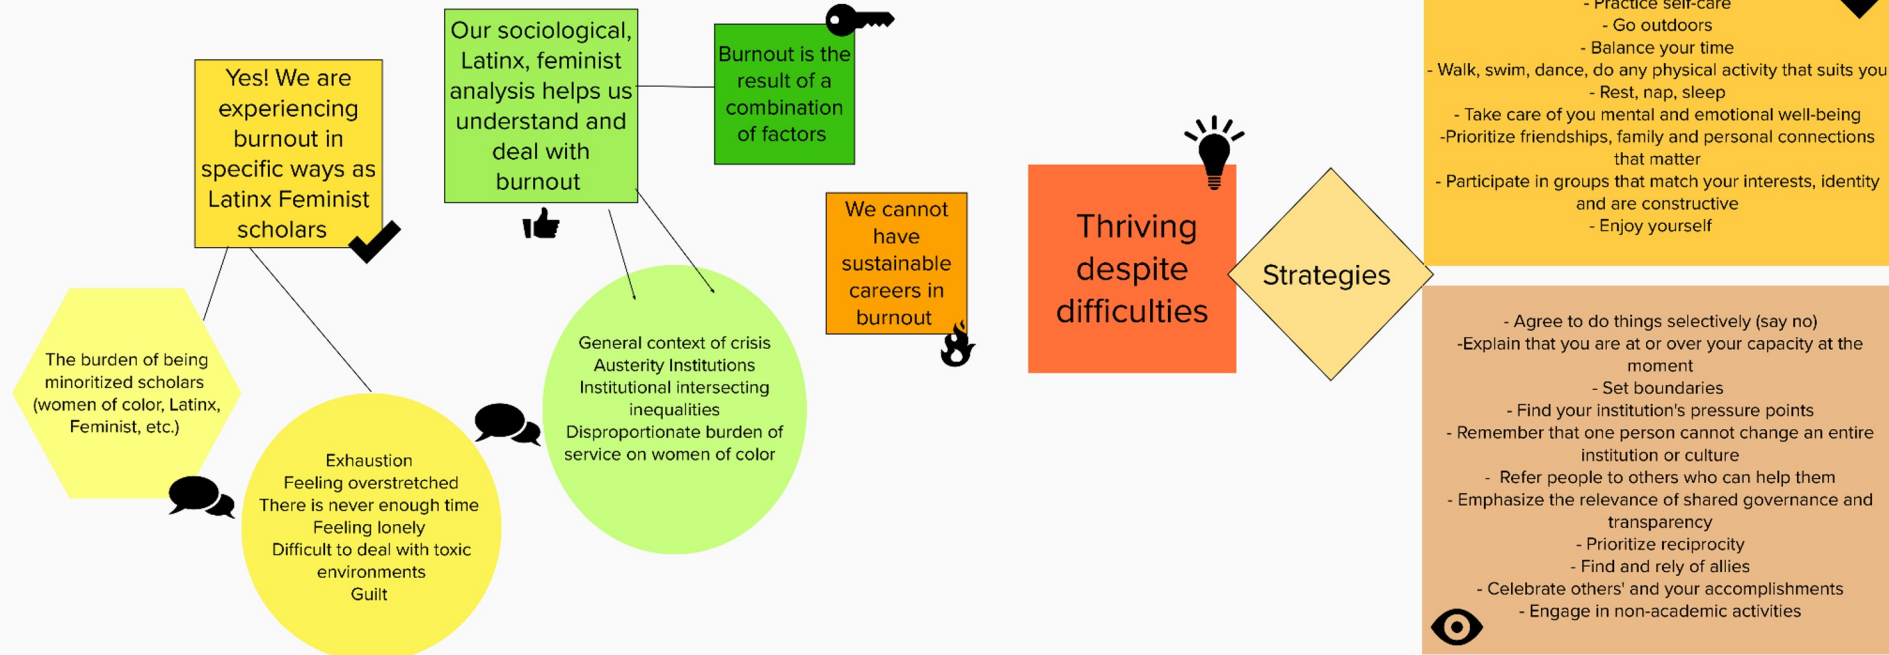 Yes! We are
experiencing
burnout in
specific ways as
Latinx Feminist
scholars
The burden of being
minoritized scholars
(women of color, Latinx,
Feminist, etc.)
Exhaustion
Feeling overstretched
There is never enough time
Feeling lonely
Difficult to deal with toxic
environments
Guilt
Our sociological,
Latinx, feminist
analysis helps us
understand and
deal with
burnout
Burnout is the
result of a
combination
of factors
General context of crisis
Austerity Institutions
Institutional intersecting
inequalities
Disproportionate burden of
service on women of color
We cannot
have
sustainable
careers in
burnout
Thriving
despite
difficulties
Strategies
- Practice self-care
- Go outdoors
- Balance your time
- Walk, swim, dance, do any physical activity that suits you
- Rest, nap, sleep
- Take care of you mental and emotional well-being
-Prioritize friendships, family and personal connections
that matter
- Participate in groups that match your interests, identity
and are constructive
- Enjoy yourself
- Agree to do things selectively (say no)
-Explain that you are at or over your capacity at the
moment
- Set boundaries
- Find your institution's pressure points
- Remember that one person cannot change an entire
institution or culture
- Refer people to others who can help them
- Emphasize the relevance of shared governance and
transparency
- Prioritize reciprocity
- Find and rely of allies
- Celebrate others' and your accomplishments
- Engage in non-academic activities